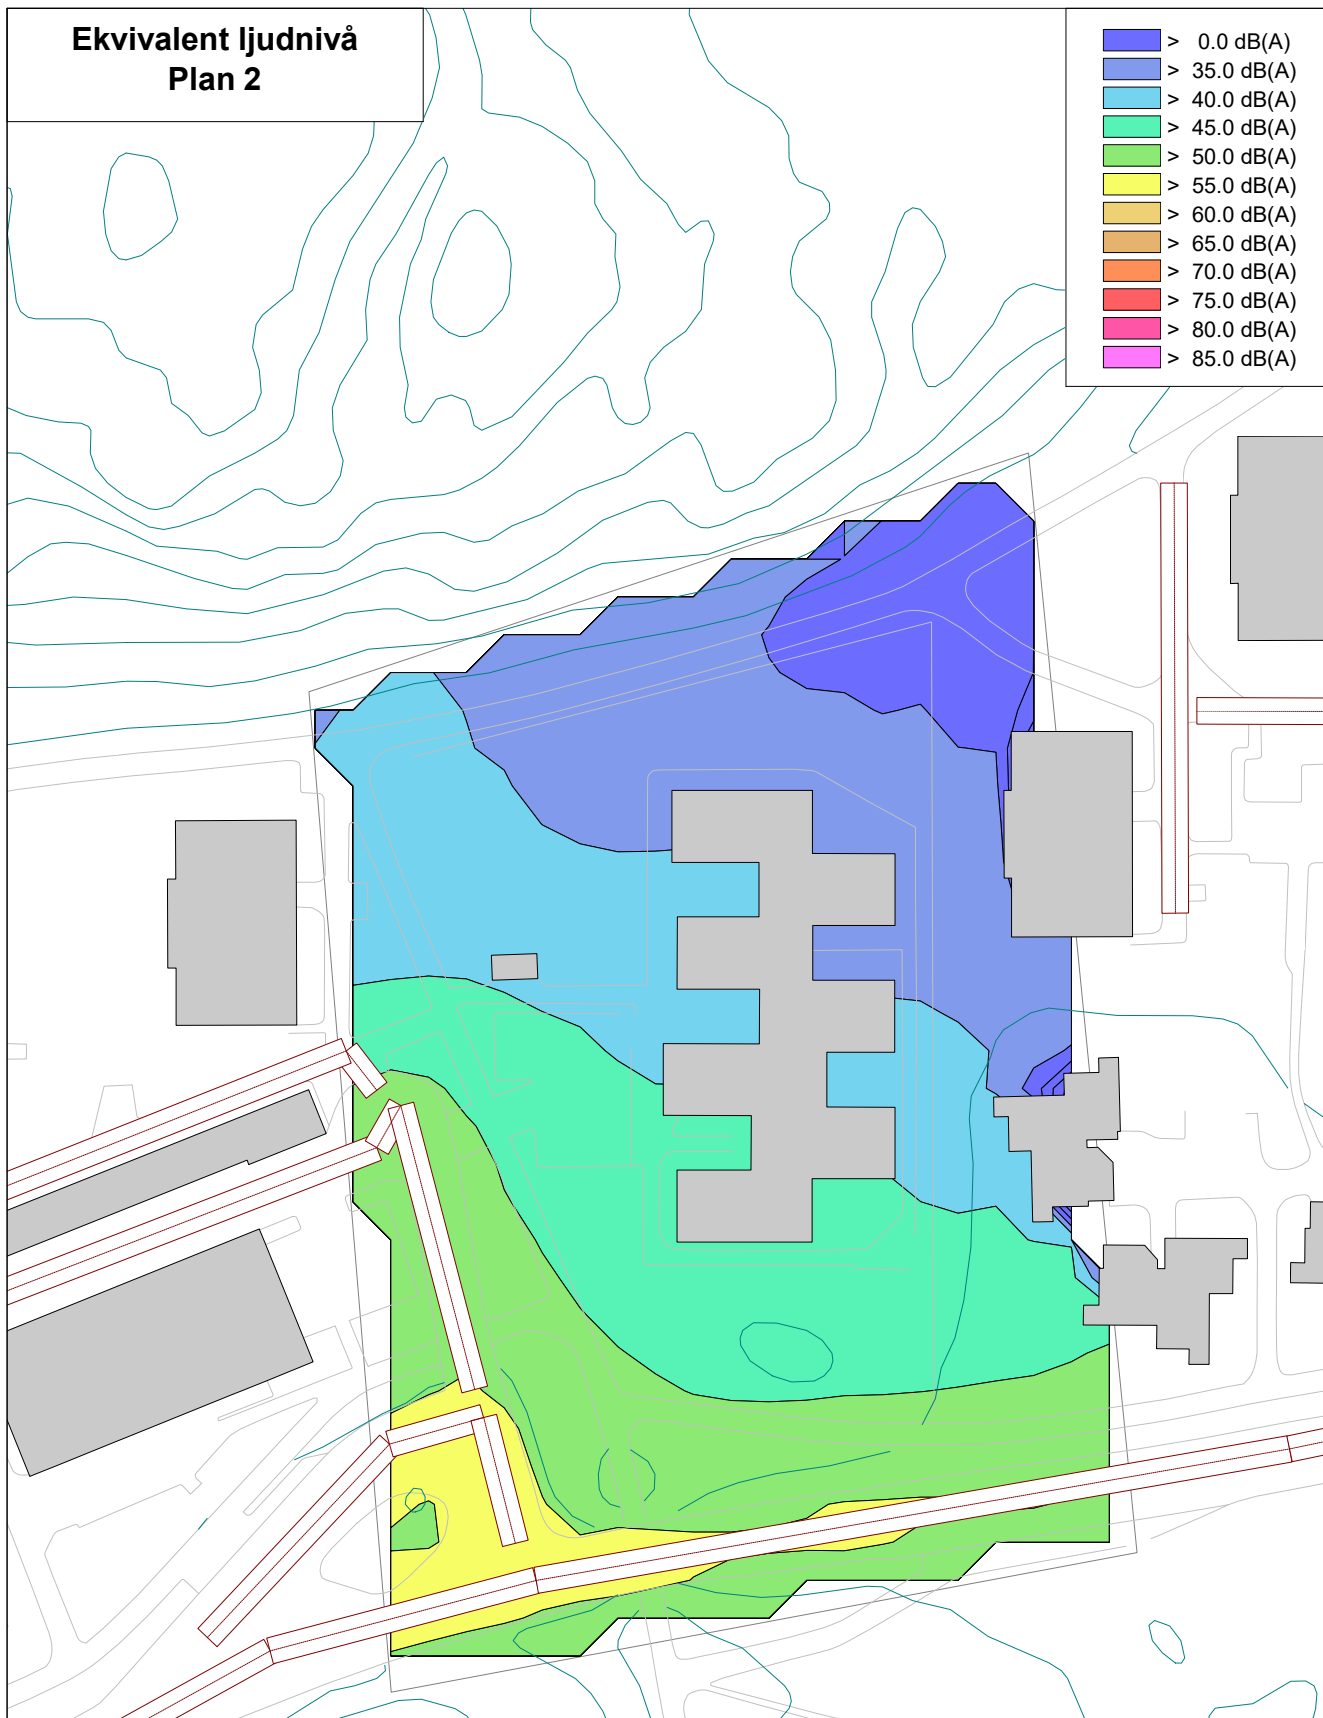 Ekvivalent ljudnivå
Plan 2
> 0.0 dB(A)
> 35.0 dB(A)
> 40.0 dB(A)
> 45.0 dB(A)
> 50.0 dB(A)
> 55.0 dB(A)
> 60.0 dB(A)
> 65.0 dB(A)
> 70.0 dB(A)
> 75.0 dB(A)
> 80.0 dB(A)
> 85.0 dB(A)